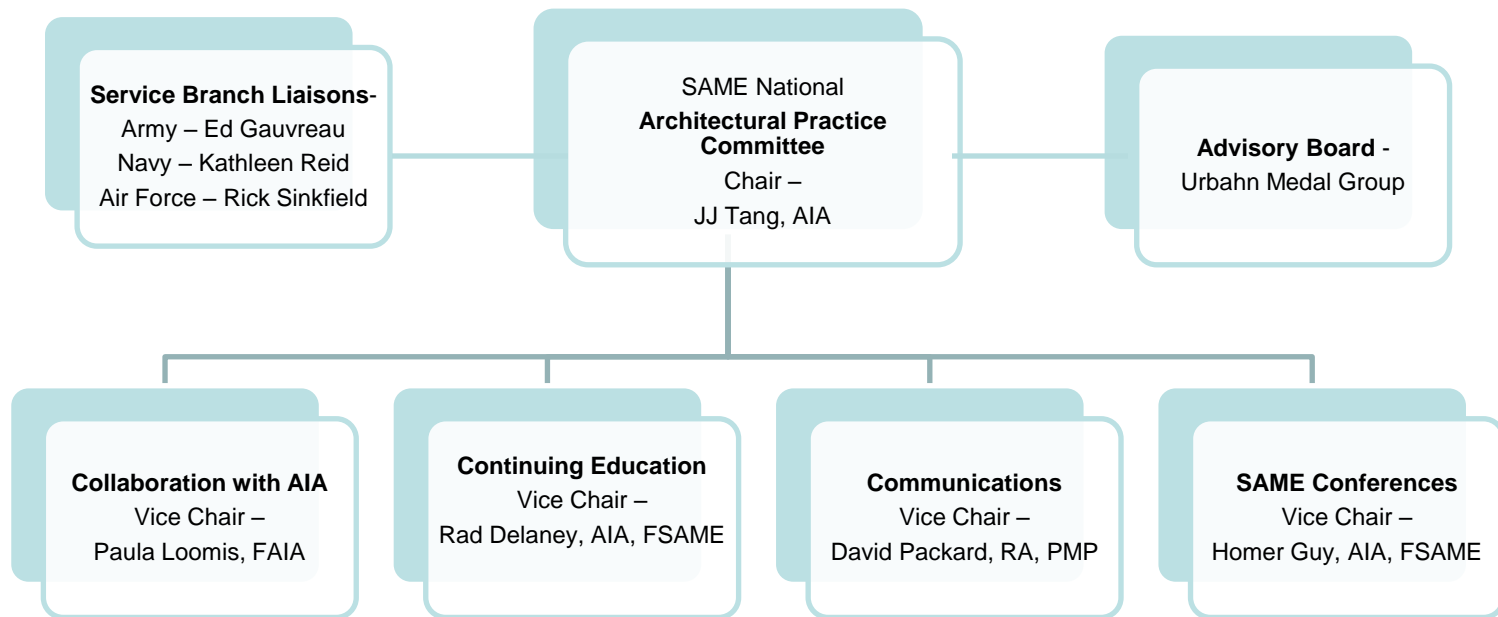 Service Branch Liaisons-
Army – Ed Gauvreau
Navy – Kathleen Reid
Air Force – Rick Sinkfield
SAME National
Architectural Practice
Committee
Chair –
JJ Tang, AIA
Advisory Board -
Urbahn Medal Group
Collaboration with AIA
Vice Chair –
Paula Loomis, FAIA
Continuing Education
Vice Chair –
Rad Delaney, AIA, FSAME
Communications
Vice Chair –
David Packard, RA, PMP
SAME Conferences
Vice Chair –
Homer Guy, AIA, FSAME